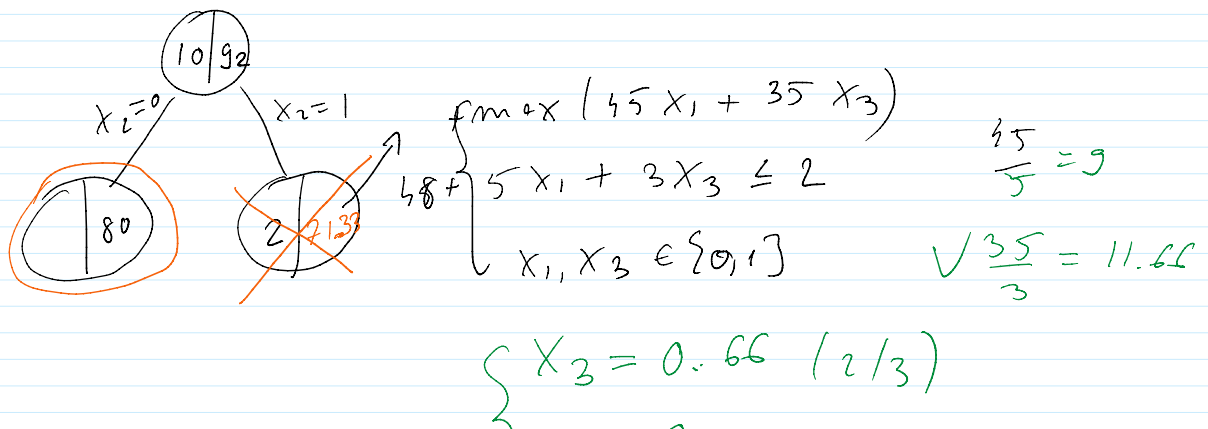 10 | 92
x₂=0
x₂=1
80
2 | 71.33
48 + { max (45 x₁ + 35 x₃)
5 x₁ + 3x₃ ≤ 2
x₁, x₃ ∈ {0,1}
45/5 = 9
√ 35/3 = 11.66
{ x₃ = 0.66 (2/3)